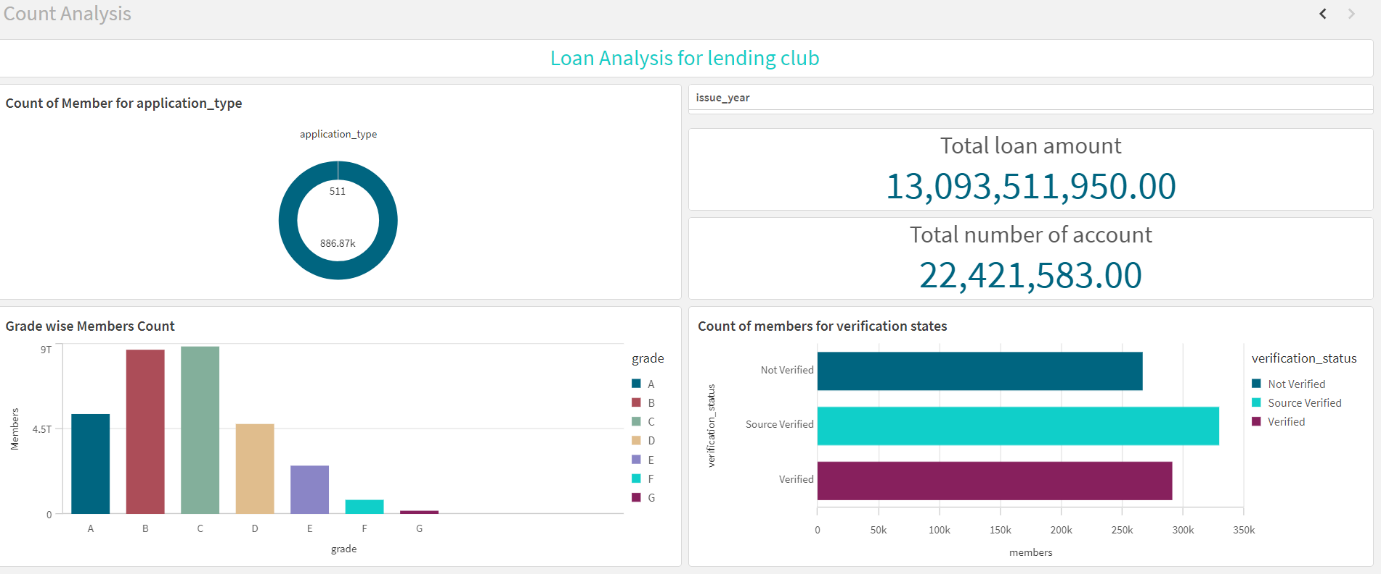 Count Analysis
Loan Analysis for lending club
Count of Member for application_type
application_type
511
886.87k
issue_year
Total loan amount
13,093,511,950.00
Total number of account
22,421,583.00
Grade wise Members Count
9T
4.5T
0
Members
A
B
C
D
E
F
G
grade
grade
A
B
C
D
E
F
G
Count of members for verification states
verification_status
Not Verified
Source Verified
Verified
0
50k
100k
150k
200k
250k
300k
350k
members
verification_status
Not Verified
Source Verified
Verified